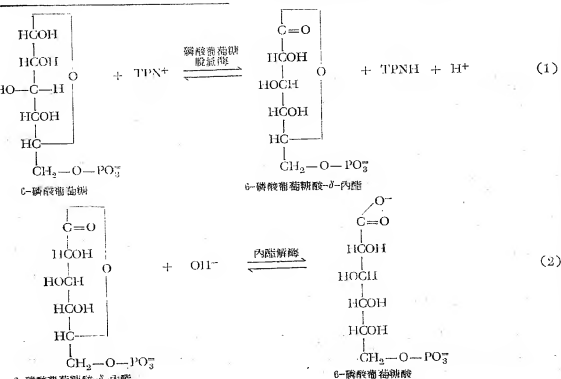 HCOH
C=O
磷酸葡萄糖
脱氢酶
HCOH
HCOH
O
+ TPN⁺
O
+ TPNH + H⁺ (1)
HO—C—H
HOCH
HCOH
HCOH
HC
HC
CH₂—O—PO₃⁼
CH₂—O—PO₃⁼
6-磷酸葡萄糖
6-磷酸葡萄糖酸-δ-内酯
O⁻
C=O
C=O
内酯解酶
HCOH
HCOH
O
+ OH⁻
(2)
HOCH
HOCH
HCOH
HCOH
HC
HCOH
CH₂—O—PO₃⁼
CH₂—O—PO₃⁼
6-磷酸葡萄糖酸